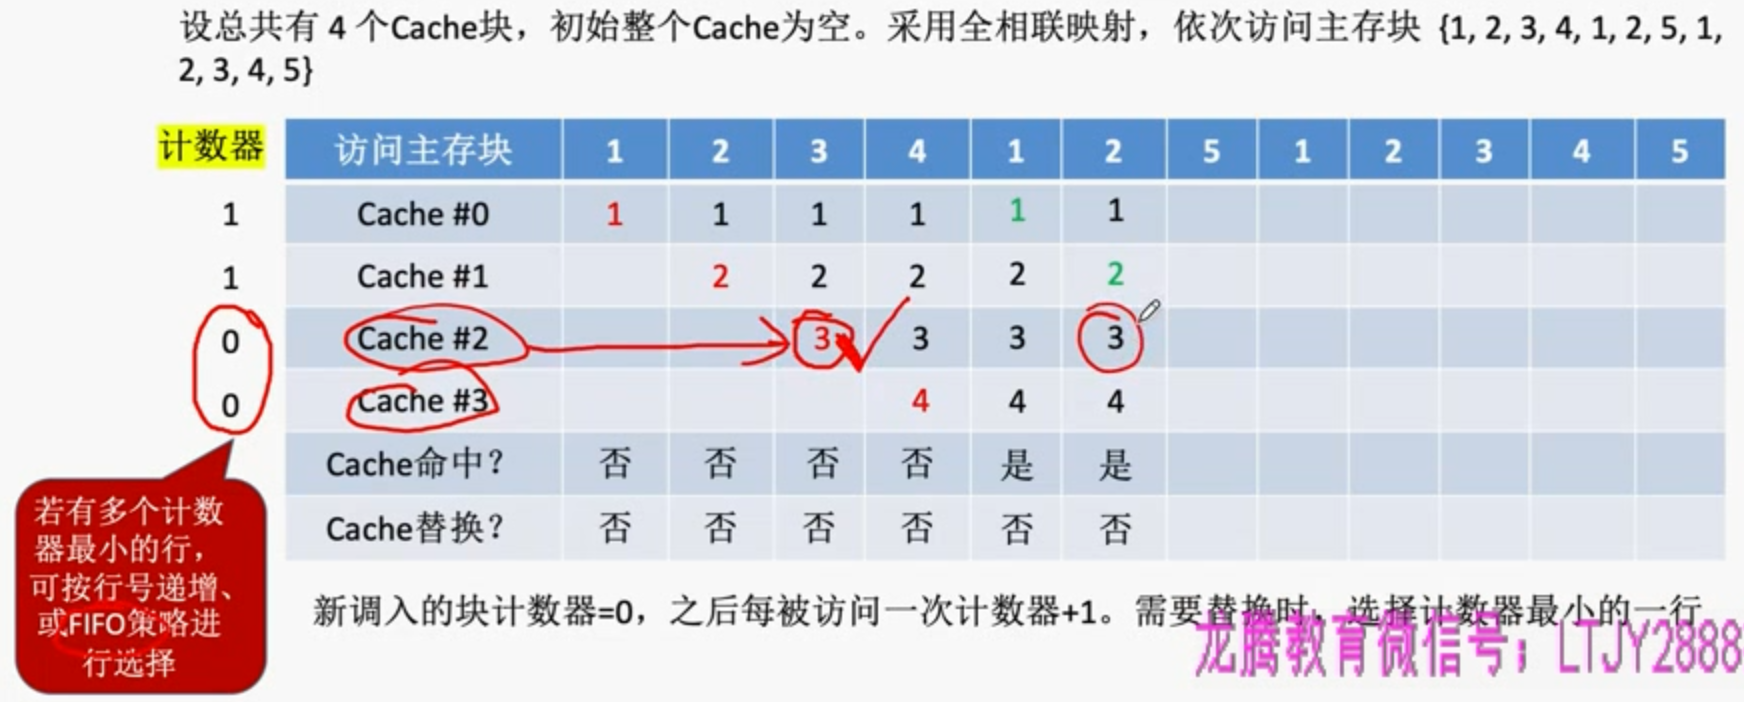 设总共有 4 个Cache块，初始整个Cache为空。采用全相联映射，依次访问主存块 {1, 2, 3, 4, 1, 2, 5, 1,
2, 3, 4, 5}
计数器 访问主存块 1 2 3 4 1 2 5 1 2 3 4 5
1 Cache #0 1 1 1 1 1 1
1 Cache #1 2 2 2 2 2
0 Cache #2 3 3 3 3
0 Cache #3 4 4 4
Cache命中? 否 否 否 否 是 是
Cache替换? 否 否 否 否 否 否
若有多个计数
器最小的行，
可按行号递增、
或FIFO策略进
行选择
新调入的块计数器=0，之后每被访问一次计数器+1。需要替换时，选择计数器最小的一行
龙腾教育微信号；LTJY2888